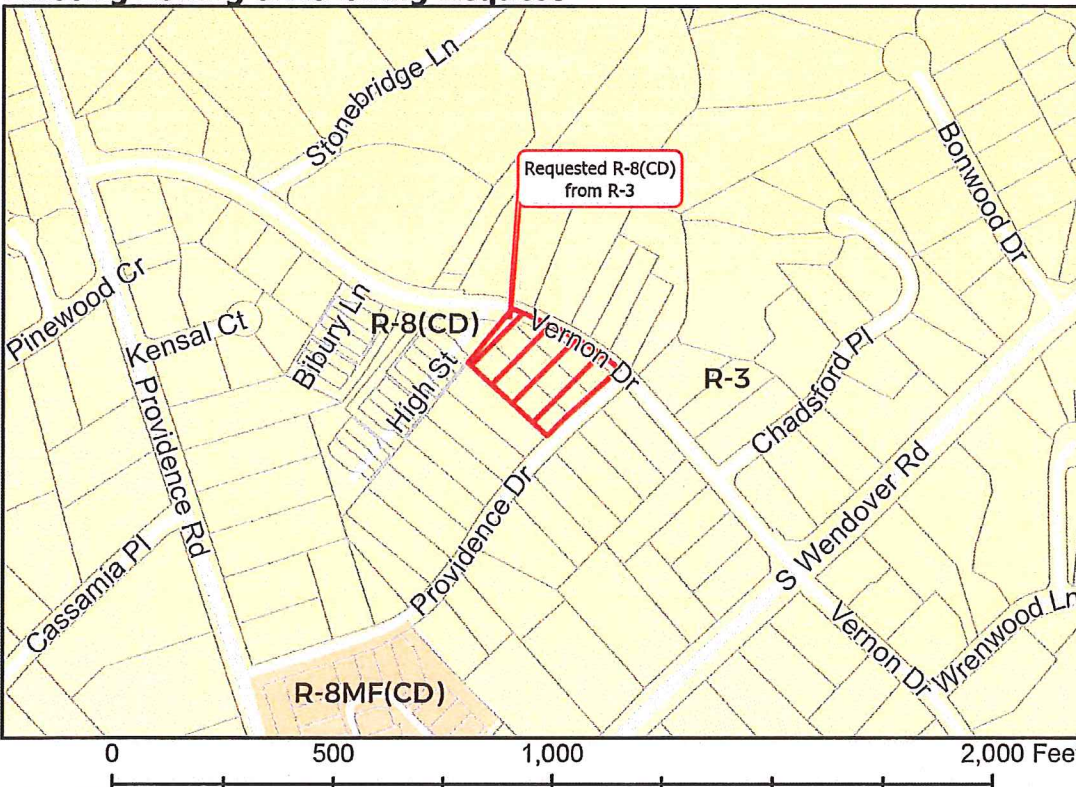 Stonebridge Ln
Requested R-8(CD)
from R-3
Bonwood Dr
Pinewood Cr
Kensal Ct
Bilbury Ln
R-8(CD)
High St
Vernon Dr
R-3
Chadsford Pl
Providence Rd
Providence Dr
S Wendover Rd
Cassamia Pl
Vernon Dr
Wrenwood Ln
R-8MF(CD)
0 500 1,000 2,000 Fee